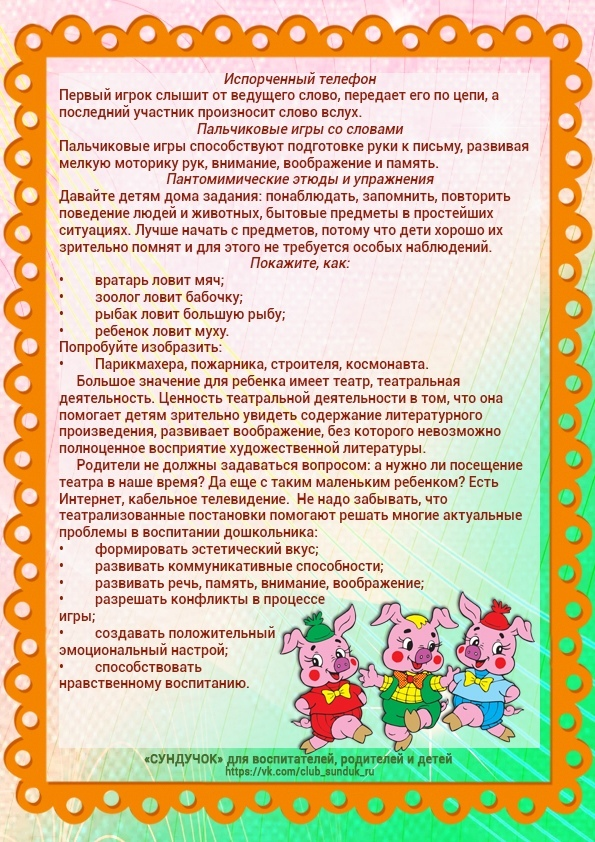 Испорченный телефон
Первый игрок слышит от ведущего слово, передает его по цепи, а
последний участник произносит слово вслух.
Пальчиковые игры со словами
Пальчиковые игры способствуют подготовке руки к письму, развивая
мелкую моторику рук, внимание, воображение и память.
Пантомимические этюды и упражнения
Давайте детям дома задания: понаблюдать, запомнить, повторить
поведение людей и животных, бытовые предметы в простейших
ситуациях. Лучше начать с предметов, потому что дети хорошо их
зрительно помнят и для этого не требуется особых наблюдений.
Покажите, как:
• вратарь ловит мяч;
• зоолог ловит бабочку;
• рыбак ловит большую рыбу;
• ребенок ловит муху.
Попробуйте изобразить:
• Парикмахера, пожарника, строителя, космонавта.
Большое значение для ребенка имеет театр, театральная
деятельность. Ценность театральной деятельности в том, что она
помогает детям зрительно увидеть содержание литературного
произведения, развивает воображение, без которого невозможно
полноценное восприятие художественной литературы.
Родители не должны задаваться вопросом: а нужно ли посещение
театра в наше время? Да еще с таким маленьким ребенком? Есть
Интернет, кабельное телевидение. Не надо забывать, что
театрализованные постановки помогают решать многие актуальные
проблемы в воспитании дошкольника:
• формировать эстетический вкус;
• развивать коммуникативные способности;
• развивать речь, память, внимание, воображение;
• разрешать конфликты в процессе
игры;
• создавать положительный
эмоциональный настрой;
• способствовать
нравственному воспитанию.
«СУНДУЧОК» для воспитателей, родителей и детей
https://vk.com/club_sunduk_ru